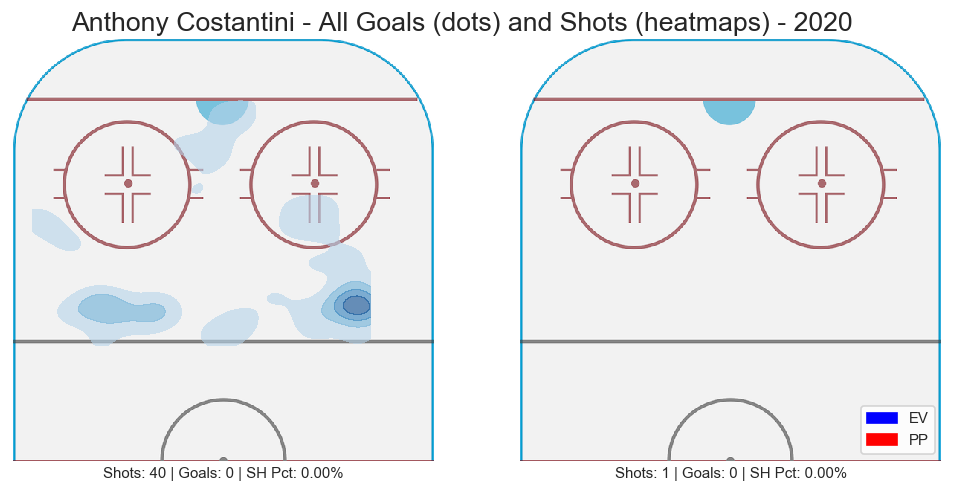 Anthony Costantini - All Goals (dots) and Shots (heatmaps) - 2020
EV
PP
Shots: 40 | Goals: 0 | SH Pct: 0.00%
Shots: 1 | Goals: 0 | SH Pct: 0.00%